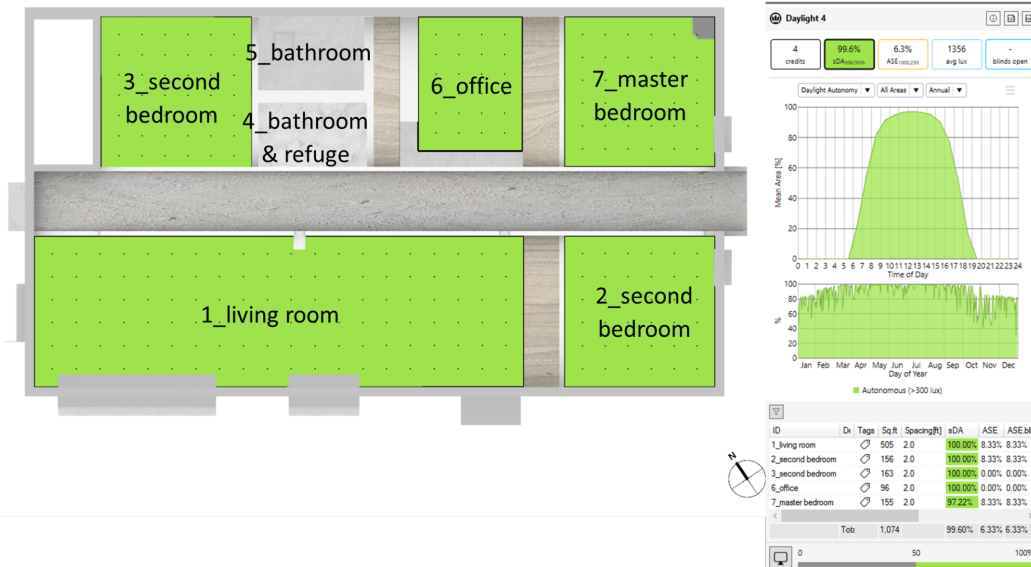 3_second
bedroom
5_bathroom
4_bathroom
& refuge
6_office
7_master
bedroom
1_living room
2_second
bedroom
N
Daylight 4
4
credits
99.6%
sDA300/50%
6.3%
ASE1000,250
1356
avg lux
-
blinds open
Daylight Autonomy
All Areas
Annual
Mean Area [%]
100
80
60
40
20
0
0 1 2 3 4 5 6 7 8 9 10 11 12 13 14 15 16 17 18 19 20 21 22 23 24
Time of Day
%
100
80
60
40
20
0
Jan Feb Mar Apr May Jun Jul Aug Sep Oct Nov Dec
Day of Year
Autonomous (>300 lux)
ID De Tags Sq.ft Spacing[ft] sDA ASE ASE.bl
1_living room 505 2.0 100.00% 8.33% 8.33%
2_second bedroom 156 2.0 100.00% 8.33% 8.33%
3_second bedroom 163 2.0 100.00% 0.00% 0.00%
6_office 96 2.0 100.00% 0.00% 0.00%
7_master bedroom 155 2.0 97.22% 8.33% 8.33%
Tota 1,074 99.60% 6.33% 6.33%
0 50 100%